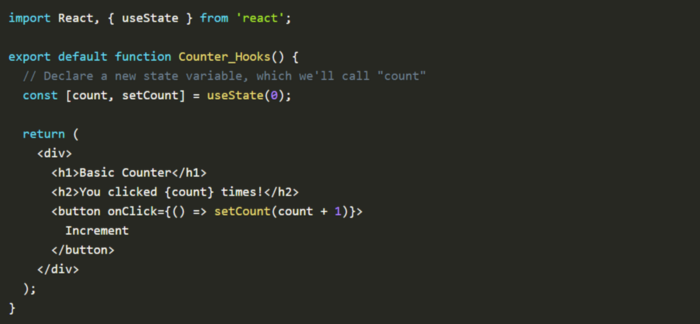 import React, { useState } from 'react';

export default function Counter_Hooks() {
  // Declare a new state variable, which we'll call "count"
  const [count, setCount] = useState(0);

  return (
    <div>
      <h1>Basic Counter</h1>
      <h2>You clicked {count} times!</h2>
      <button onClick={() => setCount(count + 1)}>
        Increment
      </button>
    </div>
  );
}